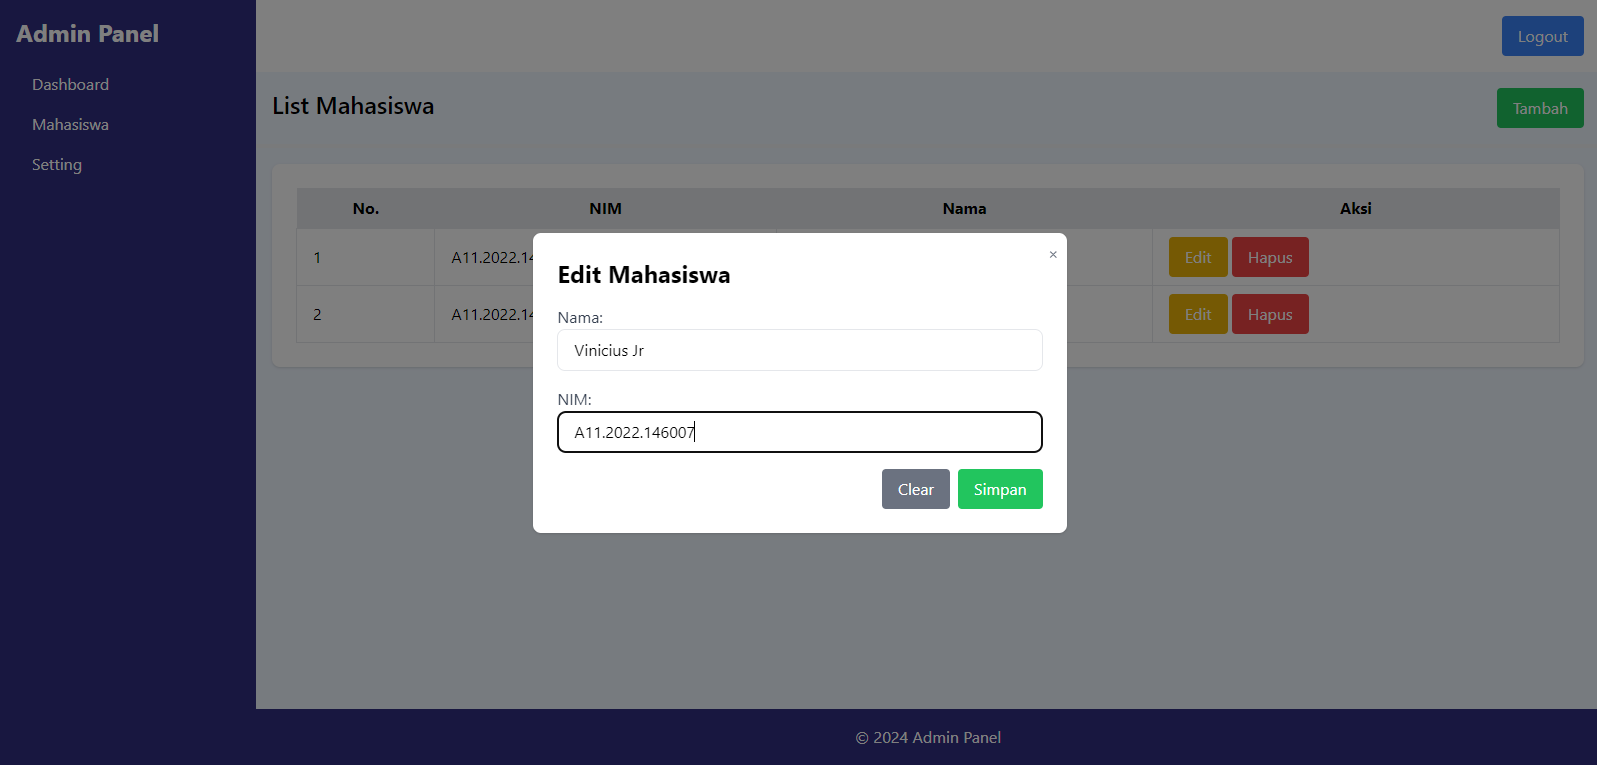 Admin Panel
Logout
Dashboard
Mahasiswa
Setting
List Mahasiswa
Tambah
No. NIM Nama Aksi
1 A11.2022.14 Edit Hapus
2 A11.2022.14 Edit Hapus
×
Edit Mahasiswa
Nama:
Vinicius Jr
NIM:
A11.2022.146007
Clear Simpan
© 2024 Admin Panel